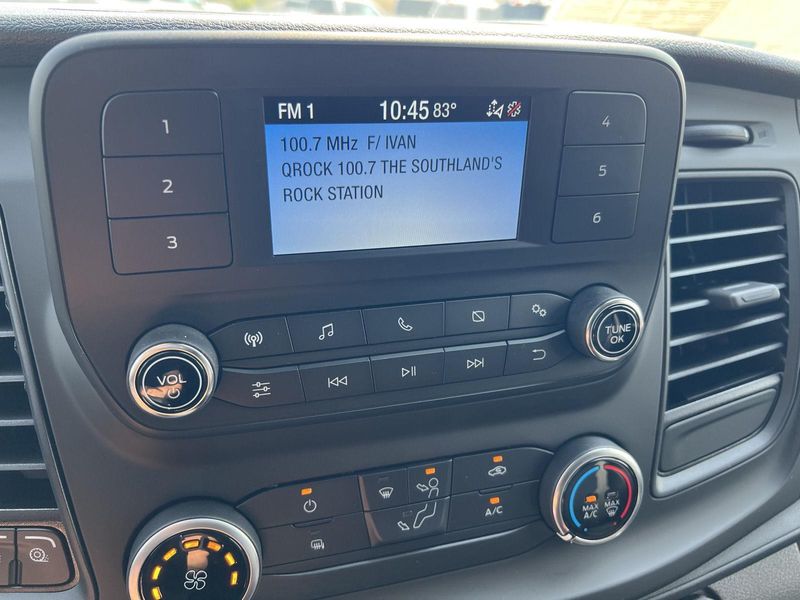 FM 1 10:45 83°
100.7 MHz F/ IVAN
QROCK 100.7 THE SOUTHLAND'S
ROCK STATION
1
2
3
4
5
6
VOL
TUNE
OK
A/C
MAX
A/C
MAX